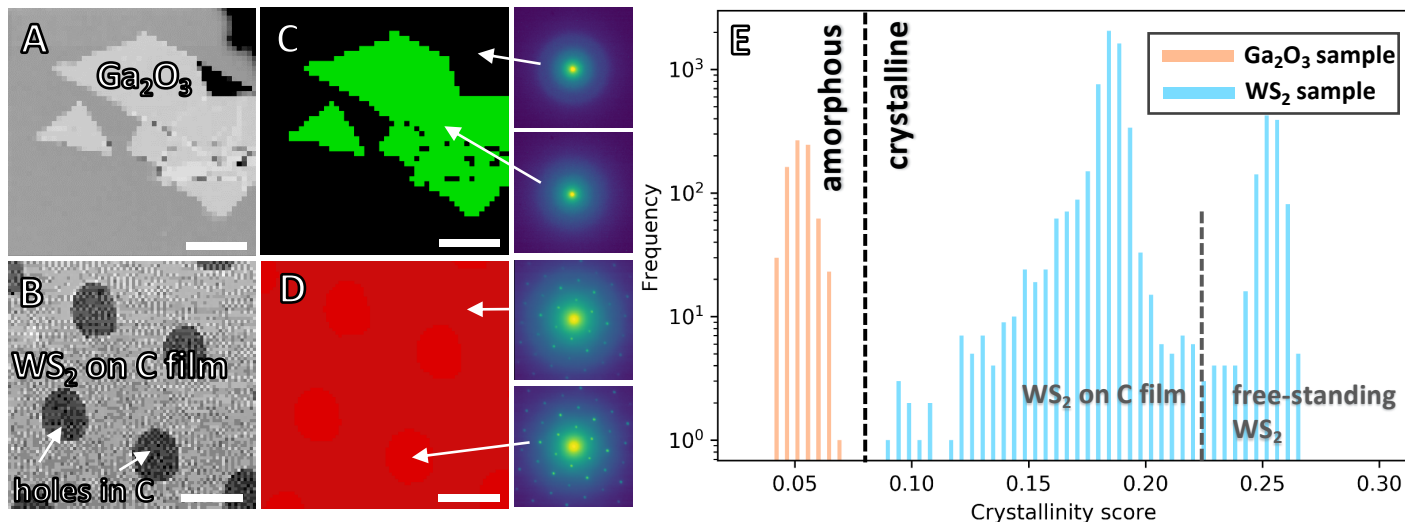 A
Ga₂O₃
C
B
WS₂ on C film
holes in C
D
E
amorphous
crystalline
Ga₂O₃ sample
WS₂ sample
WS₂ on C film
free-standing
WS₂
Frequency
10³
10²
10¹
10⁰
0.05
0.10
0.15
0.20
0.25
0.30
Crystallinity score